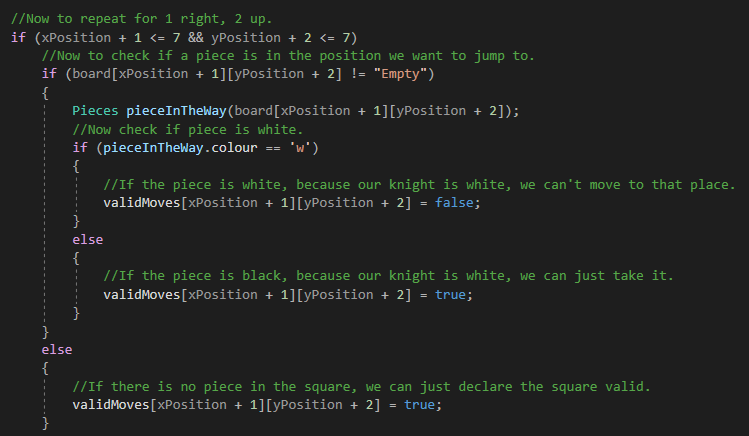 //Now to repeat for 1 right, 2 up.
if (xPosition + 1 <= 7 && yPosition + 2 <= 7)
    //Now to check if a piece is in the position we want to jump to.
    if (board[xPosition + 1][yPosition + 2] != "Empty")
    {
        Pieces pieceInTheWay(board[xPosition + 1][yPosition + 2]);
        //Now check if piece is white.
        if (pieceInTheWay.colour == 'w')
        {
            //If the piece is white, because our knight is white, we can't move to that place.
            validMoves[xPosition + 1][yPosition + 2] = false;
        }
        else
        {
            //If the piece is black, because our knight is white, we can just take it.
            validMoves[xPosition + 1][yPosition + 2] = true;
        }
    }
    else
    {
        //If there is no piece in the square, we can just declare the square valid.
        validMoves[xPosition + 1][yPosition + 2] = true;
    }